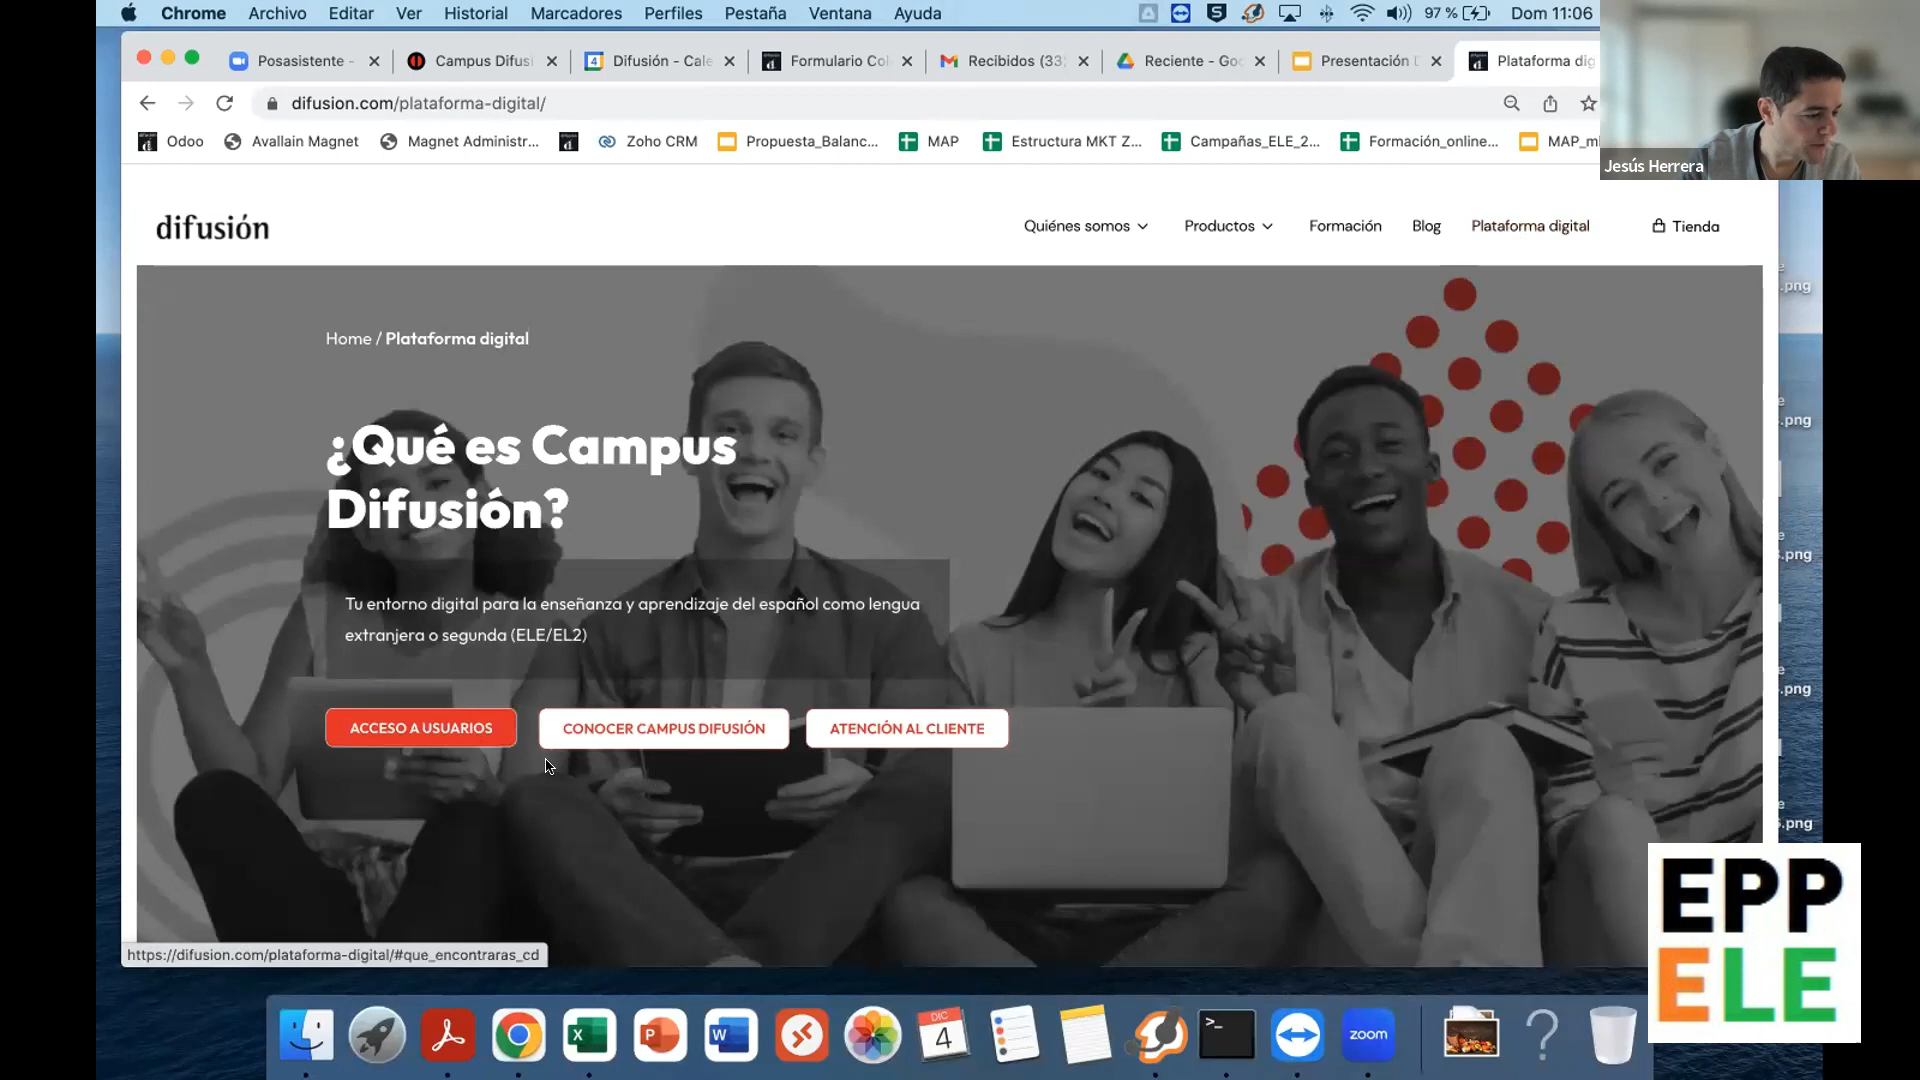 Chrome Archivo Editar Ver Historial Marcadores Perfiles Pestaña Ventana Ayuda 97 % Dom 11:06
Posasistente - Campus Difusi 4 Difusión - Cale Formulario Col Recibidos (33) Reciente - Goo Presentación D Plataforma dig
difusion.com/plataforma-digital/
Odoo Avallain Magnet Magnet Administr... Zoho CRM Propuesta_Balanc... MAP Estructura MKT Z... Campañas_ELE_2... Formación_online... MAP_m
Jesús Herrera
difusión
Quiénes somos Productos Formación Blog Plataforma digital Tienda
Home / Plataforma digital
¿Qué es Campus
Difusión?
Tu entorno digital para la enseñanza y aprendizaje del español como lengua
extranjera o segunda (ELE/EL2)
ACCESO A USUARIOS CONOCER CAMPUS DIFUSIÓN ATENCIÓN AL CLIENTE
https://difusion.com/plataforma-digital/#que_encontraras_cd
.png
.png
.png
.png
.png
EPP
ELE
DIC
4
zoom